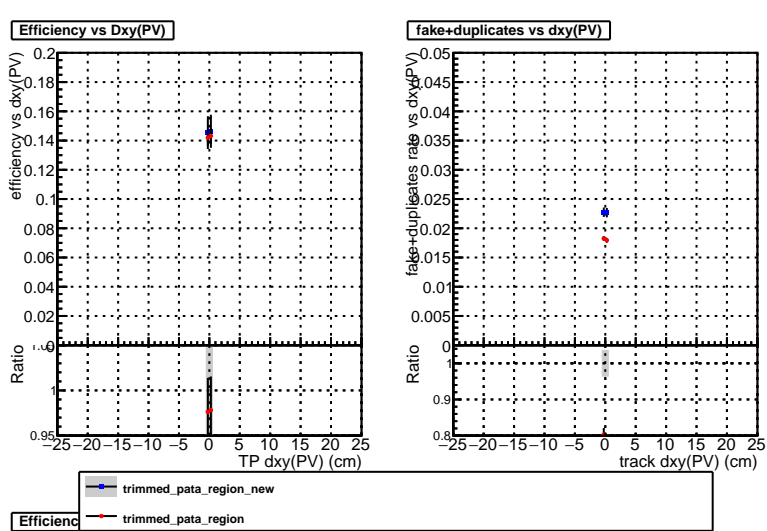 Efficiency vs Dxy(PV)
fake+duplicates vs dxy(PV)
efficiency vs dxy(PV)
0.2
0.18
0.16
0.14
0.12
0.1
0.08
0.06
0.04
0.02
0
fake+duplicates rate vs dxy(PV)
0.05
0.045
0.04
0.035
0.03
0.025
0.02
0.015
0.01
0.005
0
Ratio
1
0.95
−25 −20 −15 −10 −5 0 5 10 15 20 25
TP dxy(PV) (cm)
Ratio
1
0.9
0.8
−25 −20 −15 −10 −5 0 5 10 15 20 25
track dxy(PV) (cm)
trimmed_pata_region_new
trimmed_pata_region
Efficienc